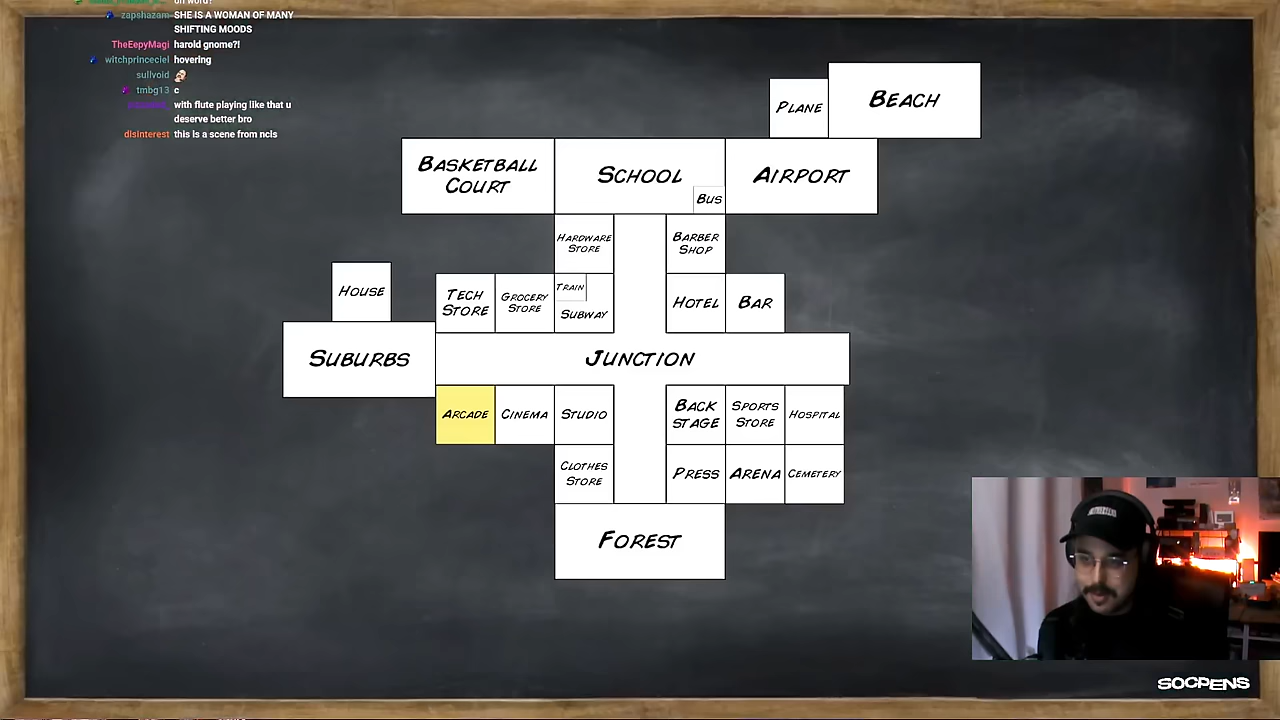 zapshazam SHE IS A WOMAN OF MANY
SHIFTING MOODS
TheEepyMagi harold gnome?!
witchprinceciel hovering
sullvoid
tmbg13 c
with flute playing like that u
deserve better bro
disinterest this is a scene from ncis
PLANE
BEACH
BASKETBALL
COURT
SCHOOL
BUS
AIRPORT
HARDWARE
STORE
BARBER
SHOP
HOUSE
TECH
STORE
GROCERY
STORE
TRAIN
SUBWAY
HOTEL
BAR
SUBURBS
JUNCTION
ARCADE
CINEMA
STUDIO
BACK
STAGE
SPORTS
STORE
HOSPITAL
CLOTHES
STORE
PRESS
ARENA
CEMETERY
FOREST
SOCPENS